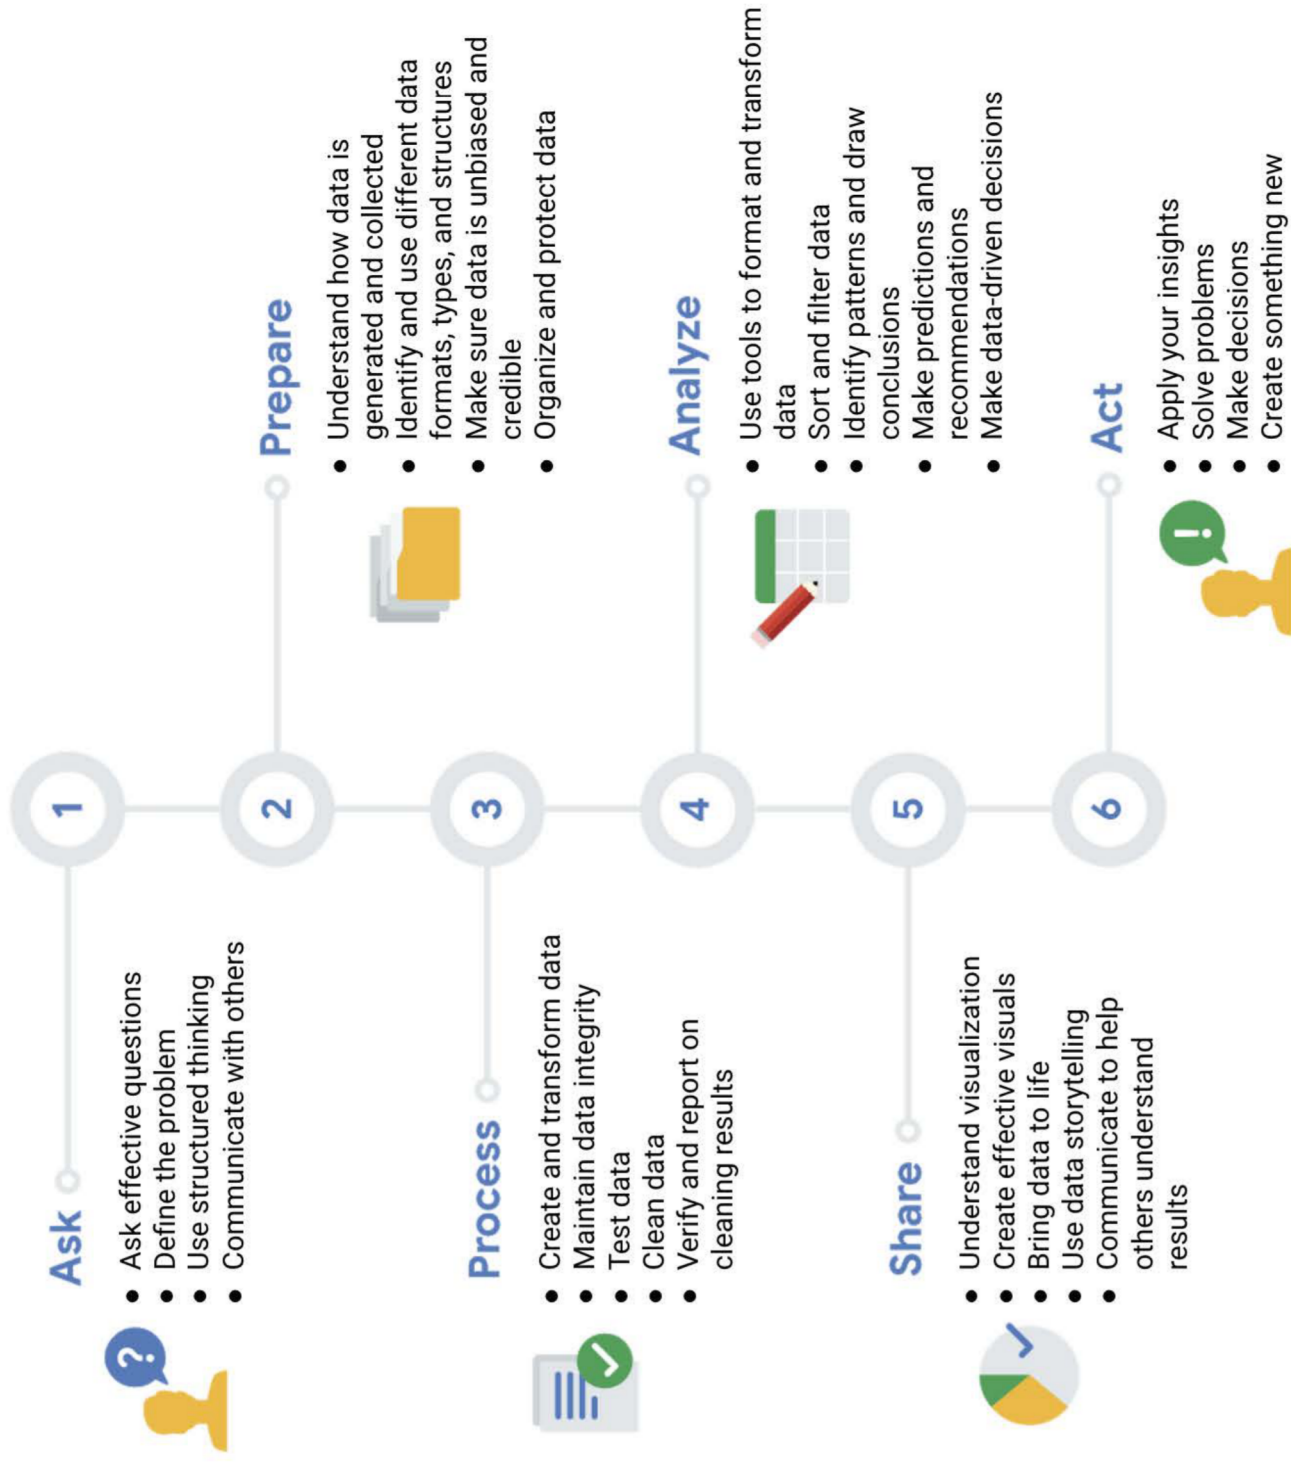 1
Ask
?
Ask effective questions
Define the problem
Use structured thinking
Communicate with others
2
Prepare
Understand how data is
generated and collected
Identify and use different data
formats, types, and structures
Make sure data is unbiased and
credible
Organize and protect data
3
Process
Create and transform data
Maintain data integrity
Test data
Clean data
Verify and report on
cleaning results
4
Analyze
Use tools to format and transform
data
Sort and filter data
Identify patterns and draw
conclusions
Make predictions and
recommendations
Make data-driven decisions
5
Share
Understand visualization
Create effective visuals
Bring data to life
Use data storytelling
Communicate to help
others understand
results
6
Act
!
Apply your insights
Solve problems
Make decisions
Create something new